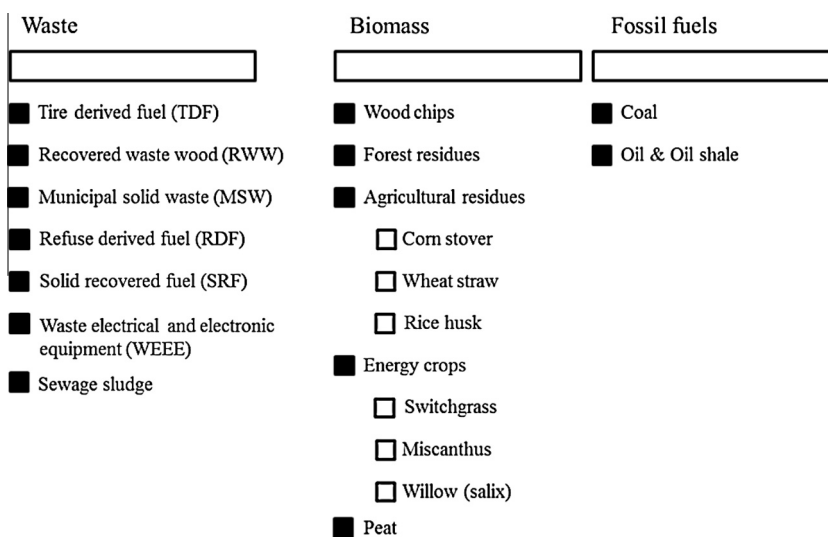 Waste
Tire derived fuel (TDF)
Recovered waste wood (RWW)
Municipal solid waste (MSW)
Refuse derived fuel (RDF)
Solid recovered fuel (SRF)
Waste electrical and electronic
equipment (WEEE)
Sewage sludge
Biomass
Wood chips
Forest residues
Agricultural residues
Corn stover
Wheat straw
Rice husk
Energy crops
Switchgrass
Miscanthus
Willow (salix)
Peat
Fossil fuels
Coal
Oil & Oil shale